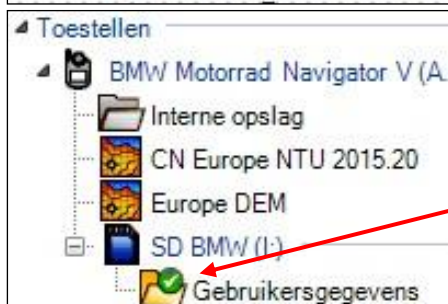 Toestellen
BMW Motorrad Navigator V (A.
Interne opslag
CN Europe NTU 2015.20
Europe DEM
SD BMW (I:)
Gebruikersgegevens